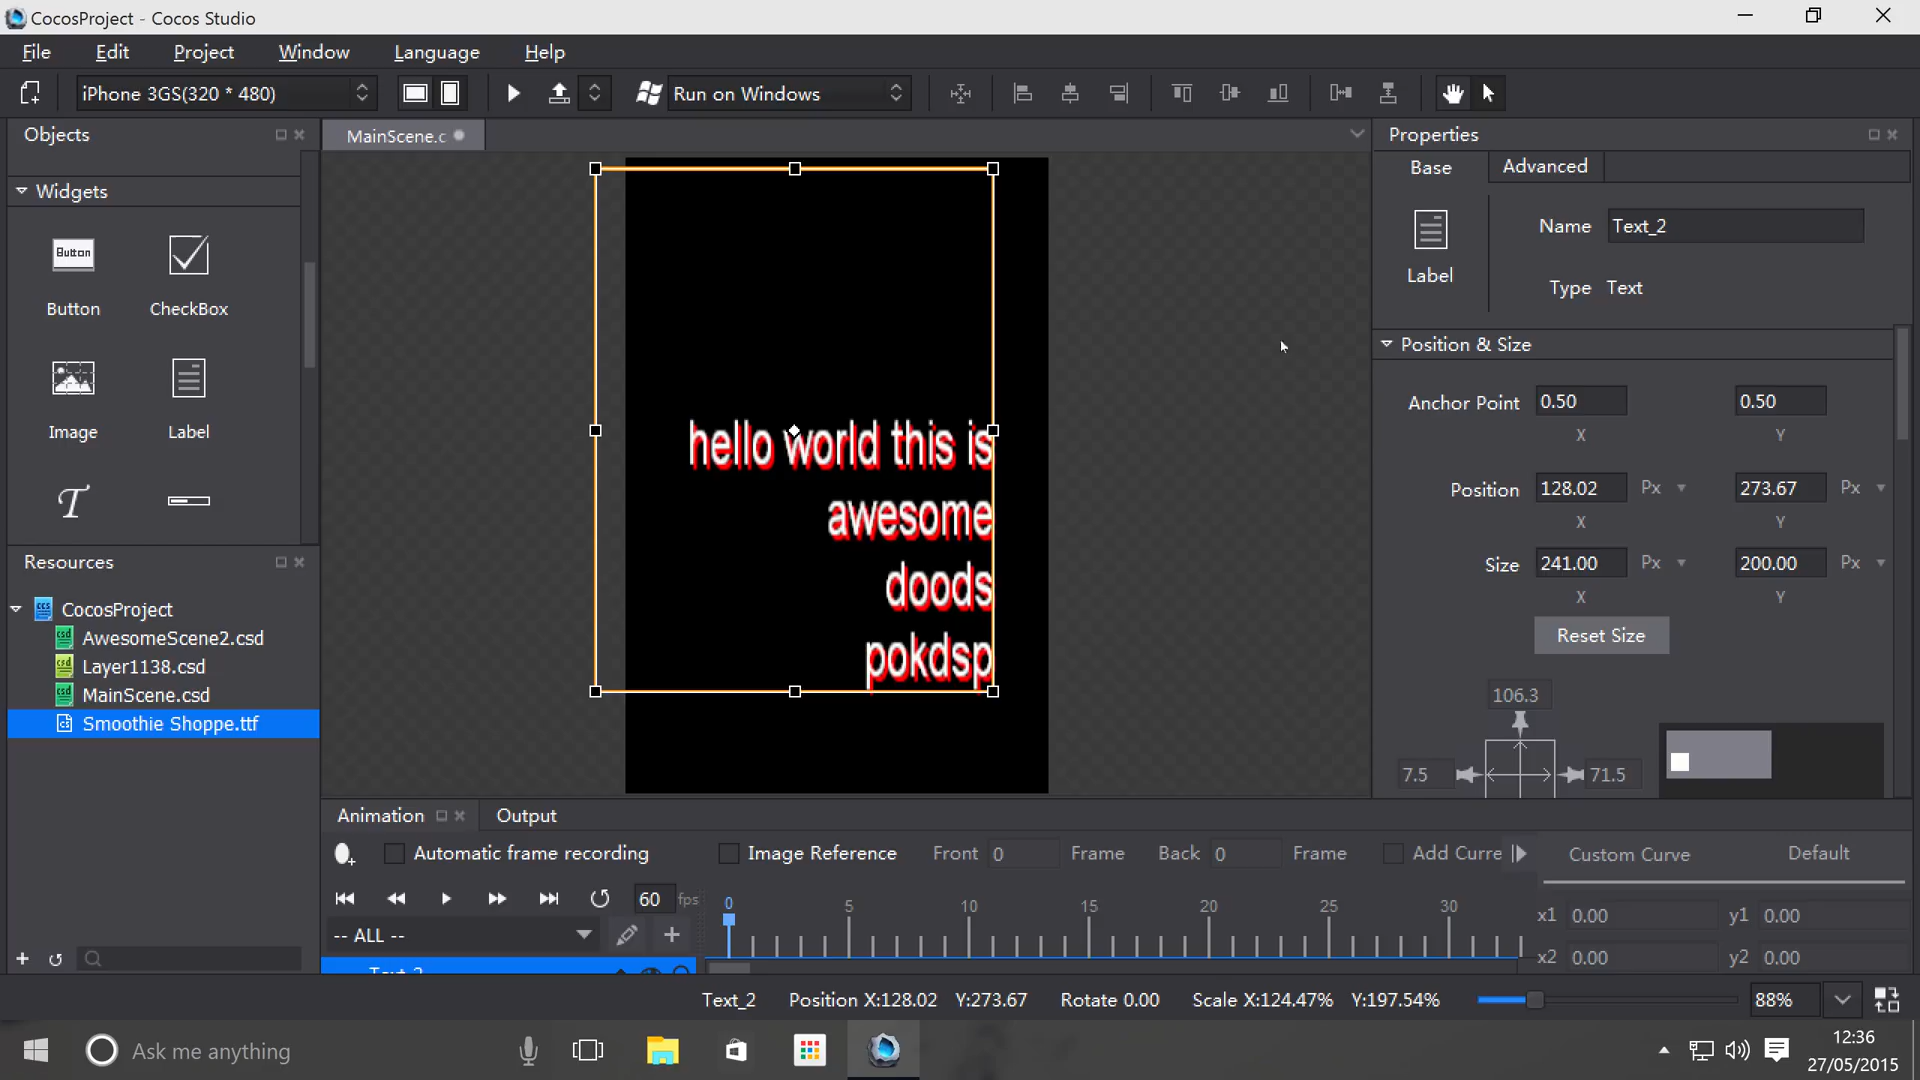 CocosProject - Cocos Studio
File Edit Project Window Language Help
iPhone 3GS(320 * 480)
Run on Windows
Objects
MainScene.c
Properties
Base
Advanced
Widgets
Button
Button
CheckBox
Image
Label
T
Label
Name Text_2
Type Text
Position & Size
Anchor Point 0.50 0.50
X Y
Position 128.02 Px 273.67 Px
X Y
Size 241.00 Px 200.00 Px
X Y
Reset Size
106.3
7.5
71.5
hello world this is
awesome
doods
pokdsp
Resources
CocosProject
AwesomeScene2.csd
Layer1138.csd
MainScene.csd
Smoothie Shoppe.ttf
Animation
Output
Automatic frame recording
Image Reference
Front 0 Frame
Back 0 Frame
Add Curre
Custom Curve
Default
60 fps
0 5 10 15 20 25 30
-- ALL --
x1 0.00 y1 0.00
x2 0.00 y2 0.00
Text_2 Position X:128.02 Y:273.67 Rotate 0.00 Scale X:124.47% Y:197.54%
88%
Ask me anything
12:36
27/05/2015